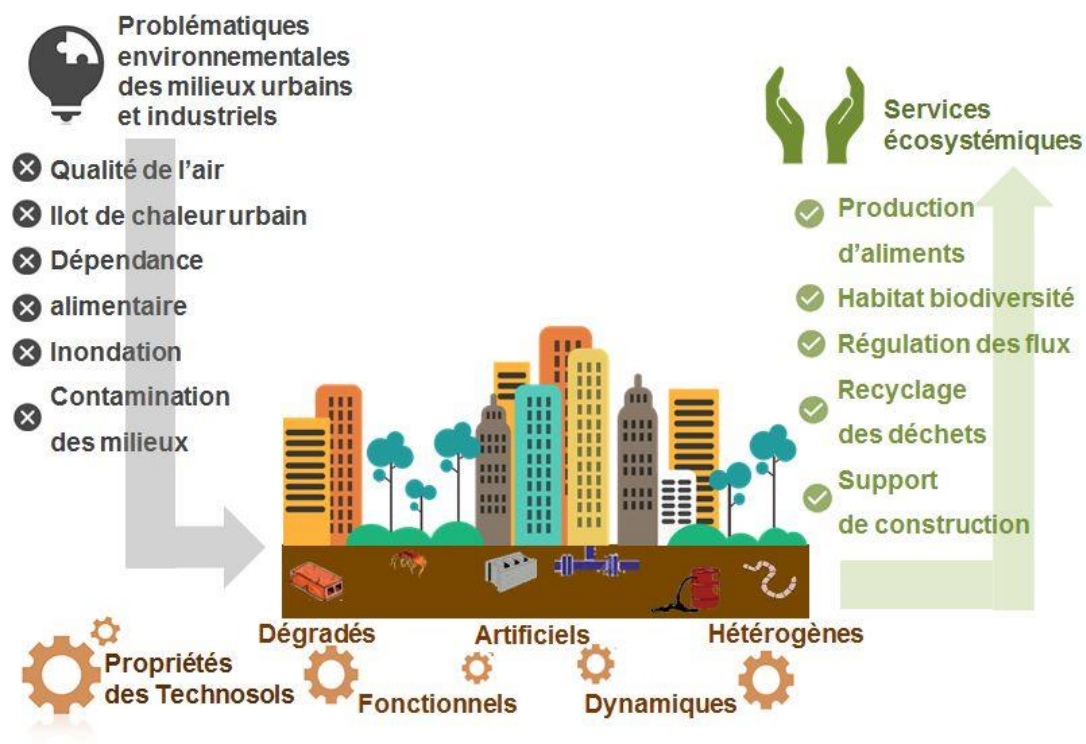 Problématiques
environnementales
des milieux urbains
et industriels
Qualité de l'air
Ilot de chaleur urbain
Dépendance
alimentaire
Inondation
Contamination
des milieux
Services
écosystémiques
Production
d'aliments
Habitat biodiversité
Régulation des flux
Recyclage
des déchets
Support
de construction
Dégradés
Artificiels
Hétérogènes
Propriétés
des Technosols
Fonctionnels
Dynamiques